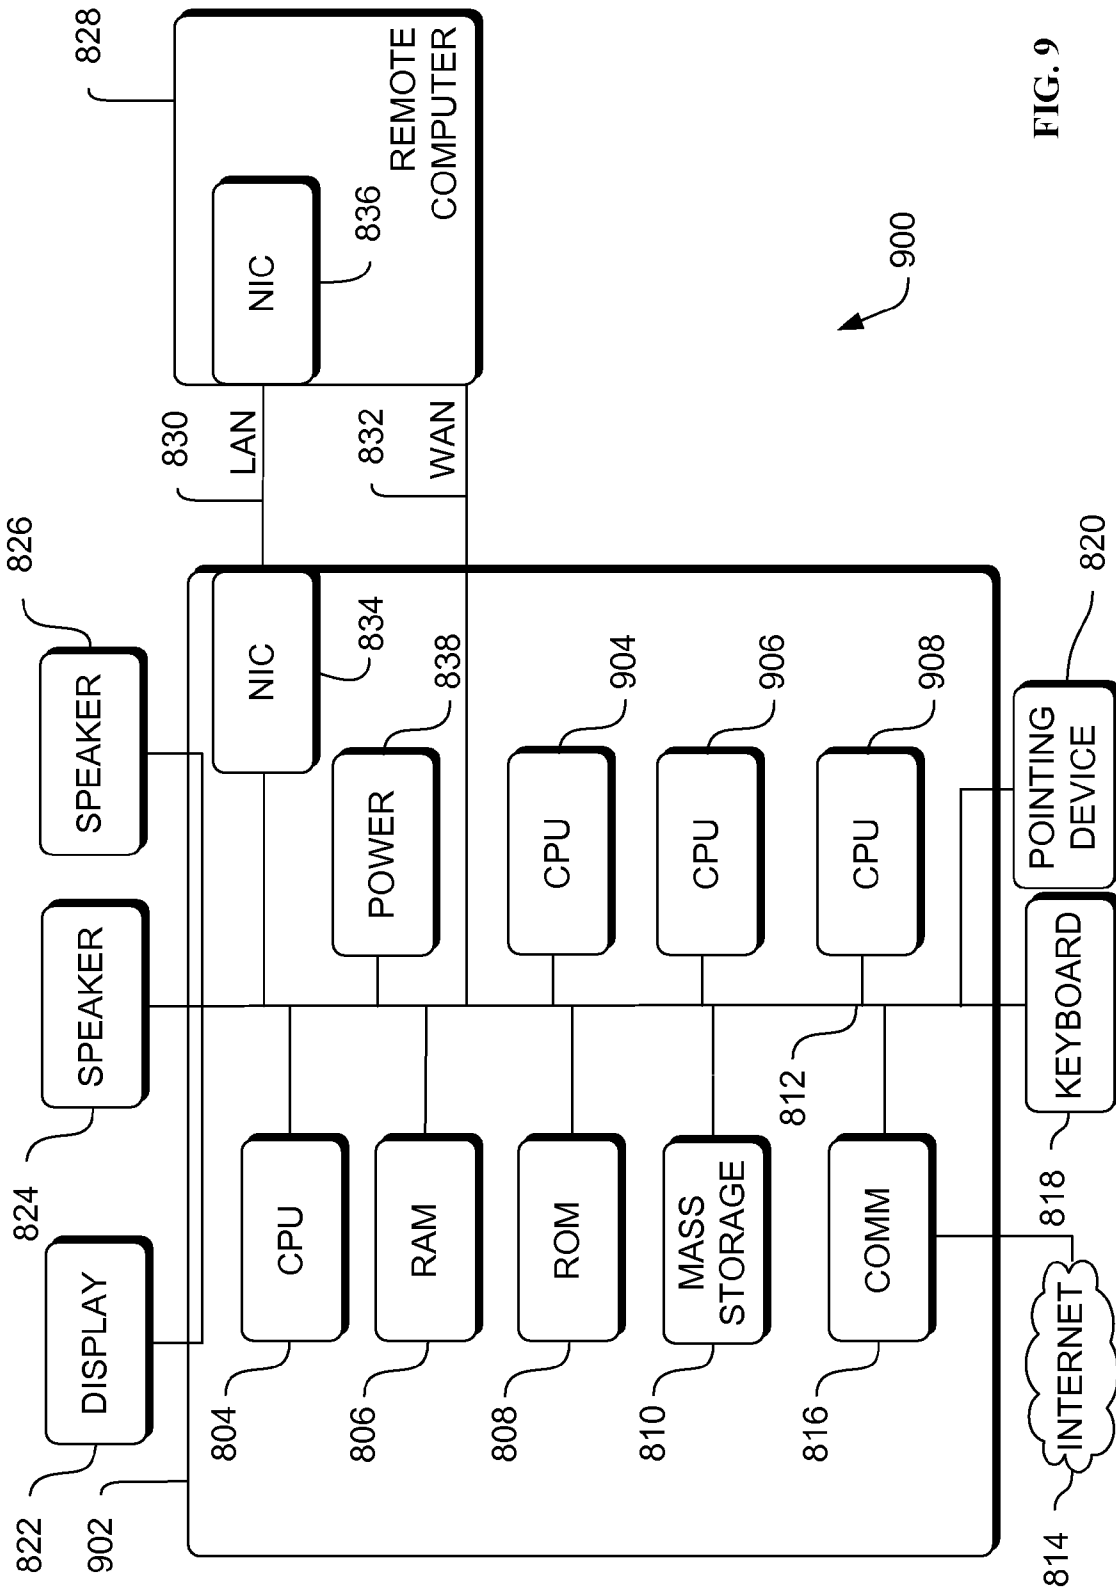 822
DISPLAY
824
SPEAKER
826
SPEAKER
828
902
804
CPU
NIC
834
830
LAN
NIC
836
806
RAM
POWER
838
832
WAN
REMOTE
COMPUTER
808
ROM
CPU
904
810
MASS
STORAGE
CPU
906
812
816
COMM
CPU
908
900
814
INTERNET
818
KEYBOARD
POINTING
DEVICE
820
FIG. 9